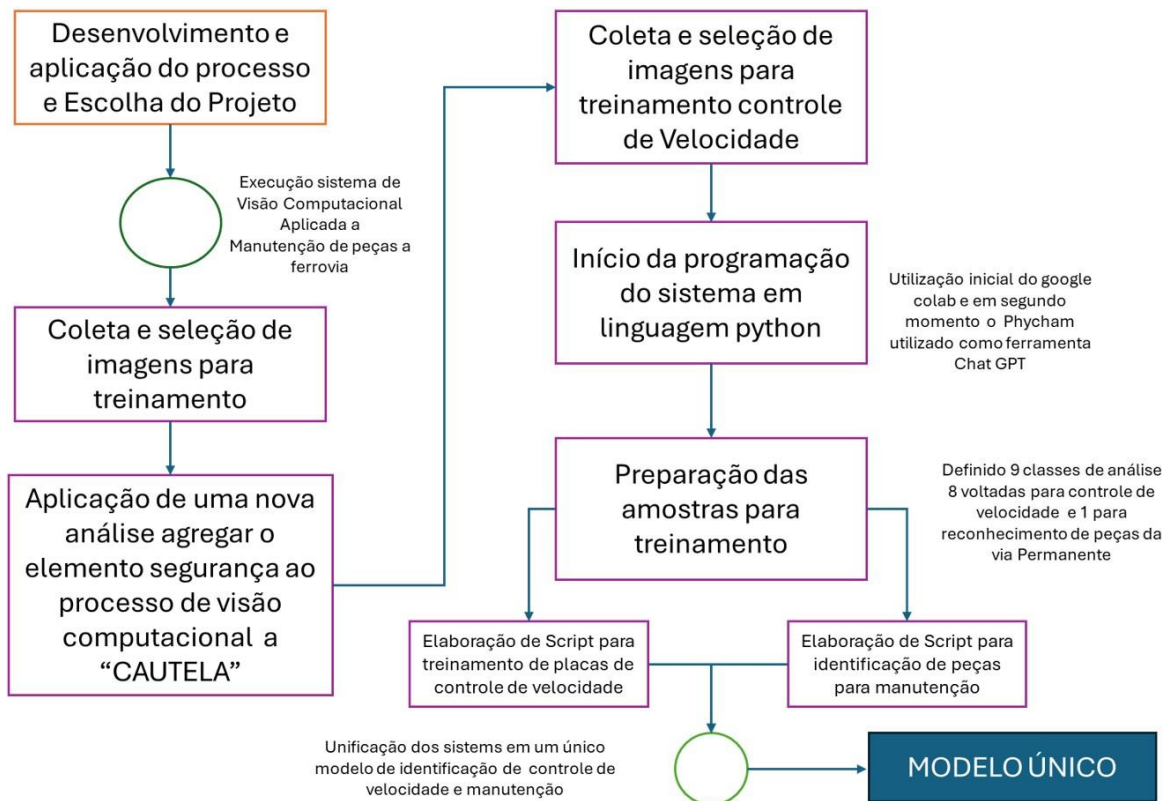 Desenvolvimento e
aplicação do processo
e Escolha do Projeto
Execução sistema de
Visão Computacional
Aplicada a
Manutenção de peças a
ferrovia
Coleta e seleção de
imagens para
treinamento
Aplicação de uma nova
análise agregar o
elemento segurança ao
processo de visão
computacional a
“CAUTELA”
Coleta e seleção de
imagens para
treinamento controle
de Velocidade
Início da programação
do sistema em
linguagem python
Utilização inicial do google
colab e em segundo
momento o Phycham
utilizado como ferramenta
Chat GPT
Preparação das
amostras para
treinamento
Definido 9 classes de análise
8 voltadas para controle de
velocidade e 1 para
reconhecimento de peças da
via Permanente
Elaboração de Script para
treinamento de placas de
controle de velocidade
Elaboração de Script para
identificação de peças
para manutenção
Unificação dos sistems em um único
modelo de identificação de controle de
velocidade e manutenção
MODELO ÚNICO